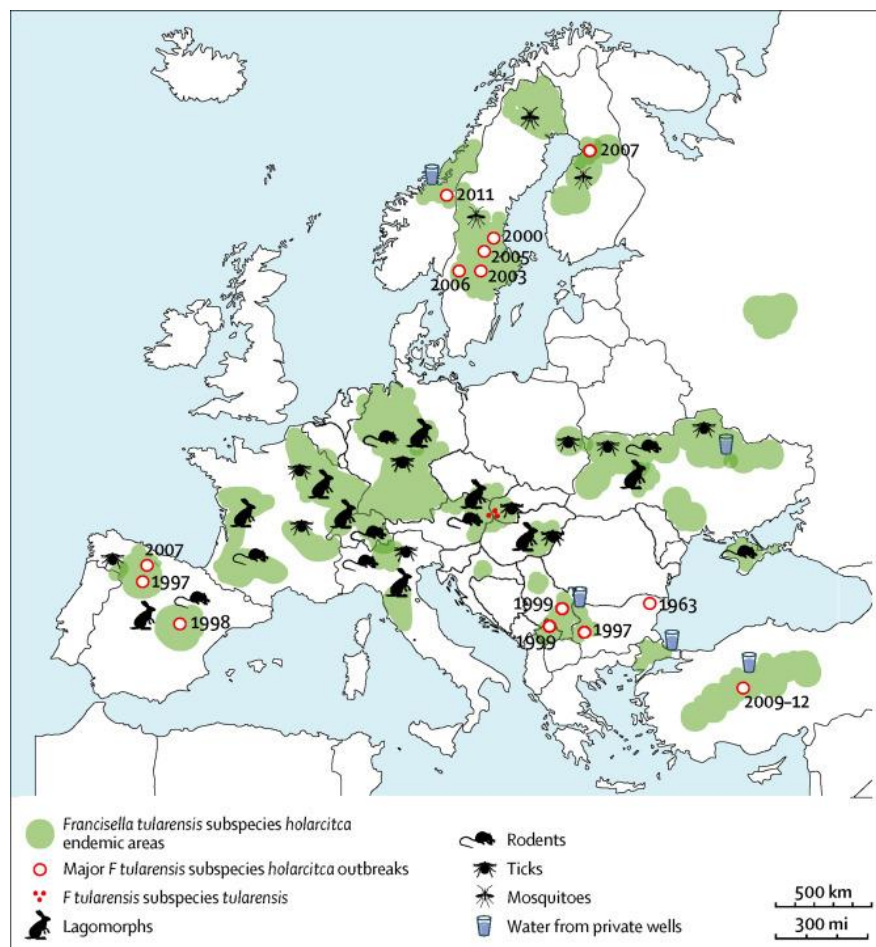 2007
2011
2000
2005
2006
2003
2007
1997
1998
1999
1999
1997
1963
2009–12
Francisella tularensis subspecies holarcitca
endemic areas
Major F tularensis subspecies holarcitca outbreaks
F tularensis subspecies tularensis
Lagomorphs
Rodents
Ticks
Mosquitoes
Water from private wells
500 km
300 mi